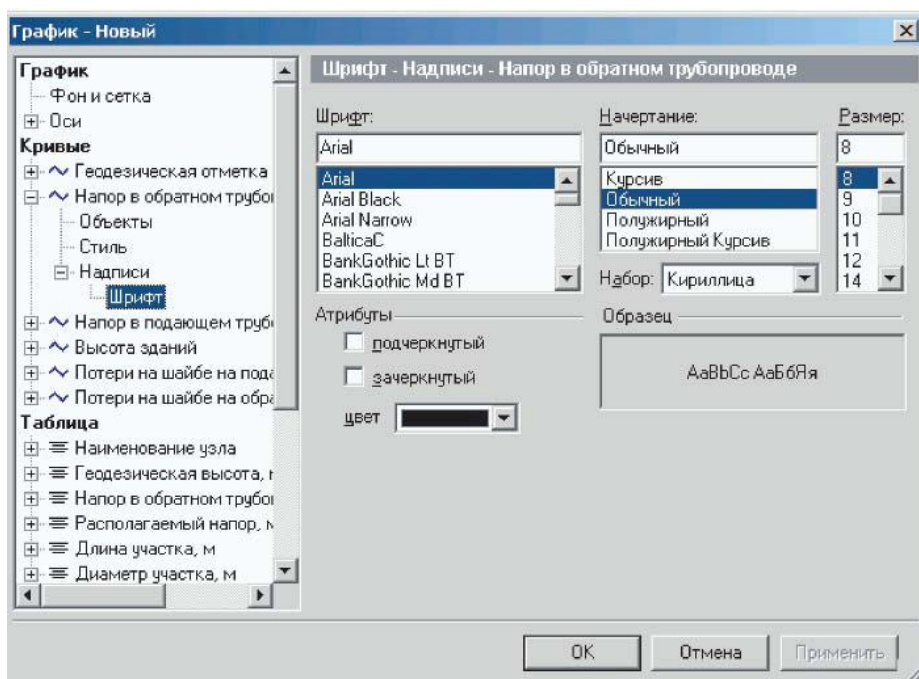 График - Новый
График
Фон и сетка
Оси
Кривые
Геодезическая отметка
Напор в обратном трубо
Объекты
Стиль
Надписи
Шрифт
Напор в подающем труб
Высота зданий
Потери на шайбе на под
Потери на шайбе на обр
Таблица
Наименование узла
Геодезическая высота,
Напор в обратном трубо
Располагаемый напор, м
Длина участка, м
Диаметр участка, м
Шрифт - Надписи - Напор в обратном трубопроводе
Шрифт:
Arial
Arial
Arial Black
Arial Narrow
BalticaC
BankGothic Lt BT
BankGothic Md BT
Начертание:
Обычный
Курсив
Обычный
Полужирный
Полужирный Курсив
Набор: Кириллица
Размер:
8
8
9
10
11
12
14
Атрибуты
подчеркнутый
зачеркнутый
цвет
Образец
AaBbCc АаБбЯя
OK Отмена Применить